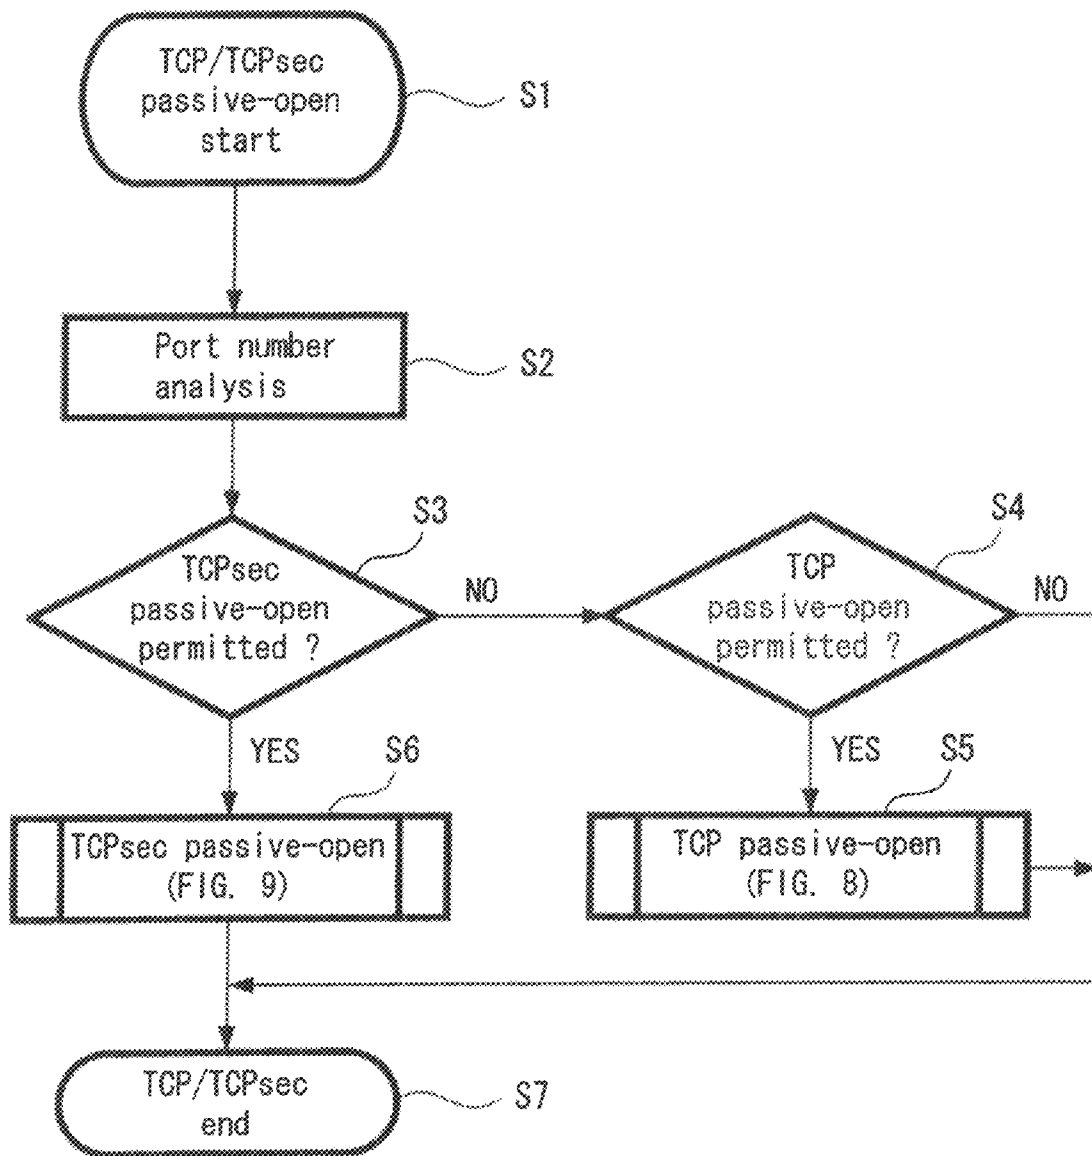 TCP/TCPsec
passive-open
start
S1
Port number
analysis
S2
S3
TCPsec
passive-open
permitted ?
NO
S4
TCP
passive-open
permitted ?
NO
YES
S6
YES
S5
TCPsec passive-open
(FIG. 9)
TCP passive-open
(FIG. 8)
TCP/TCPsec
end
S7